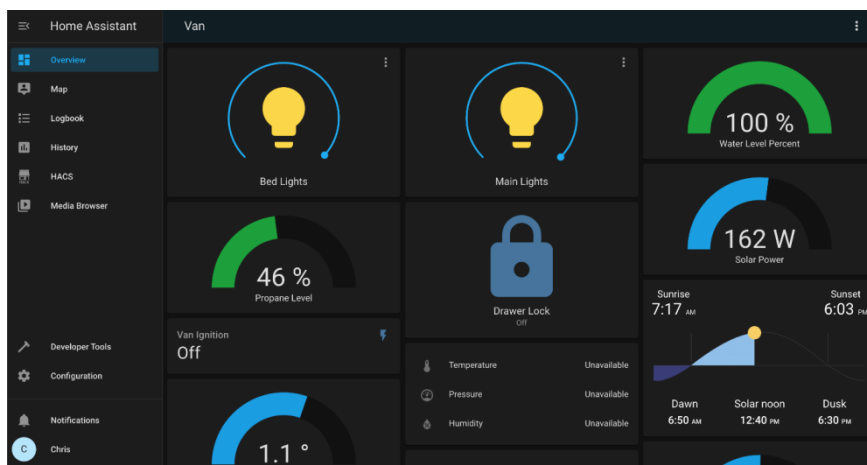 Home Assistant
Van
Overview
Map
Logbook
History
HACS
Media Browser
Developer Tools
Configuration
Notifications
C
Chris
Bed Lights
46 %
Propane Level
Van Ignition
Off
1.1 °
Main Lights
Drawer Lock
Off
Temperature Unavailable
Pressure Unavailable
Humidity Unavailable
100 %
Water Level Percent
162 W
Solar Power
Sunrise Sunset
7:17 AM 6:03 PM
Dawn Solar noon Dusk
6:50 AM 12:40 PM 6:30 PM